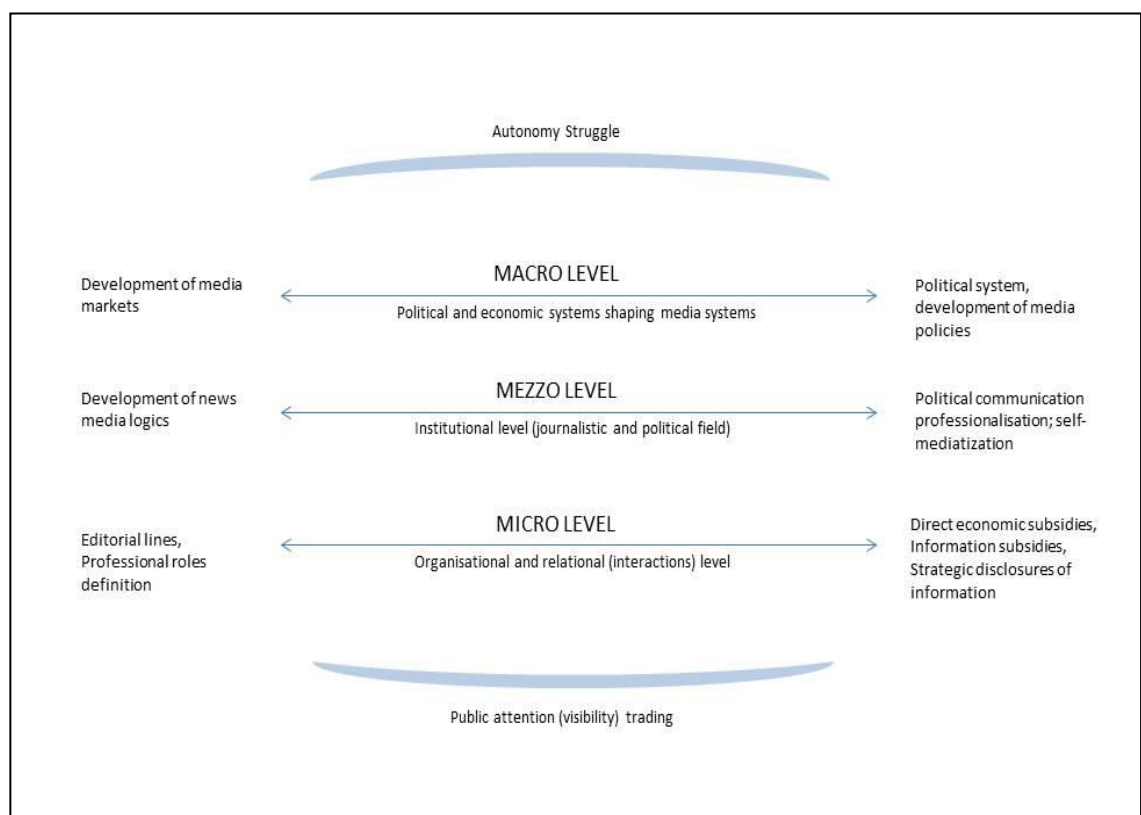 Autonomy Struggle
Development of media
markets
MACRO LEVEL
Political and economic systems shaping media systems
Political system,
development of media
policies
Development of news
media logics
MEZZO LEVEL
Institutional level (journalistic and political field)
Political communication
professionalisation; self-
mediatization
Editorial lines,
Professional roles
definition
MICRO LEVEL
Organisational and relational (interactions) level
Direct economic subsidies,
Information subsidies,
Strategic disclosures of
information
Public attention (visibility) trading